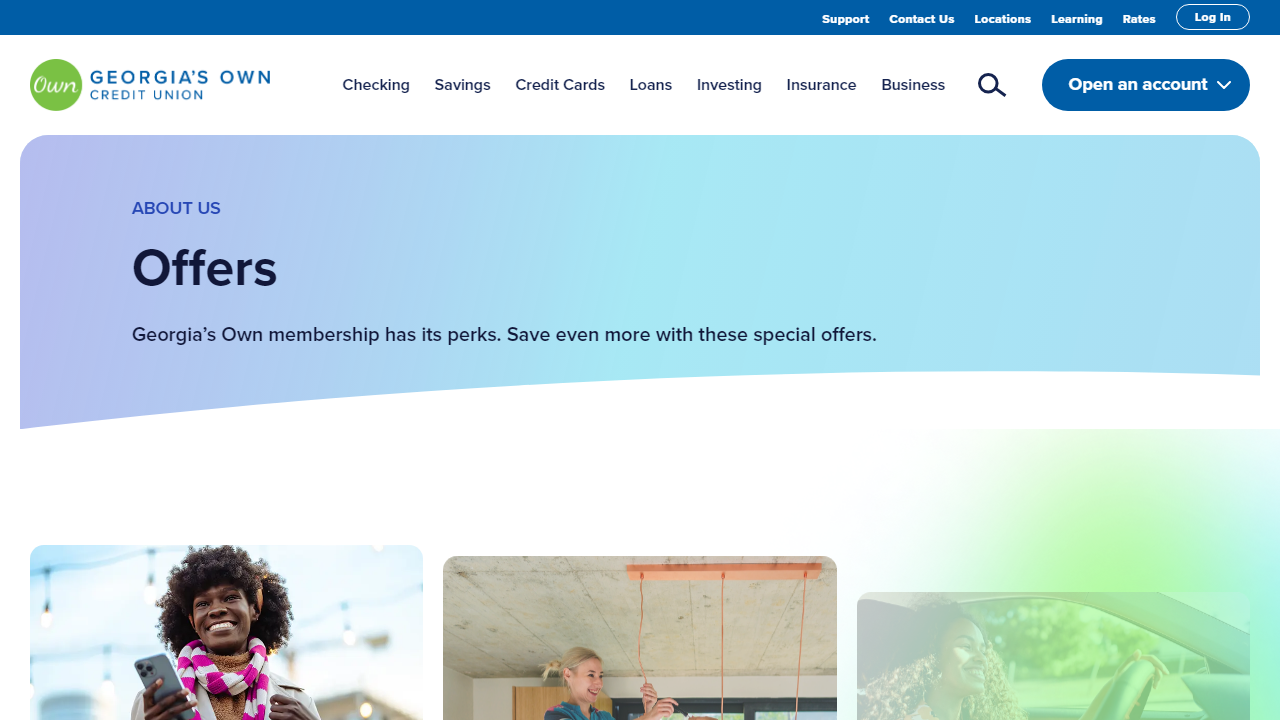 Support Contact Us Locations Learning Rates Log In
Own GEORGIA'S OWN
CREDIT UNION
Checking Savings Credit Cards Loans Investing Insurance Business Open an account
ABOUT US
Offers
Georgia’s Own membership has its perks. Save even more with these special offers.